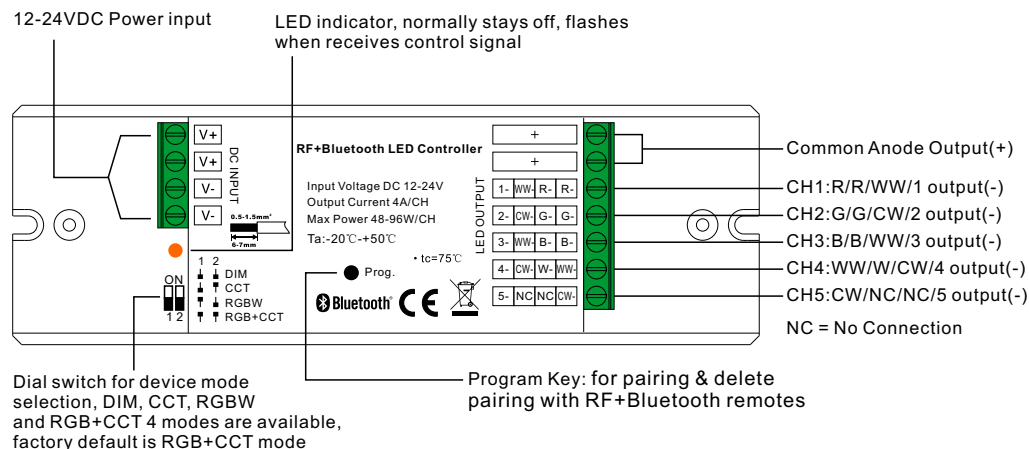 12-24VDC Power input
LED indicator, normally stays off, flashes
when receives control signal
V+
V+
V-
V-
DC INPUT
0.5-1.5mm²
6-7mm
RF+Bluetooth LED Controller
Input Voltage DC 12-24V
Output Current 4A/CH
Max Power 48-96W/CH
Ta:-20℃-+50℃
• tc=75℃
Prog.
Bluetooth®
CE
ON
1 2
1 2
DIM
CCT
RGBW
RGB+CCT
LED OUTPUT
+
+
1- WW- R- R-
2- CW- G- G-
3- WW- B- B-
4- CW- W- WW-
5- NC NC CW-
Common Anode Output(+)
CH1:R/R/WW/1 output(-)
CH2:G/G/CW/2 output(-)
CH3:B/B/WW/3 output(-)
CH4:WW/W/CW/4 output(-)
CH5:CW/NC/NC/5 output(-)
NC = No Connection
Dial switch for device mode
selection, DIM, CCT, RGBW
and RGB+CCT 4 modes are available,
factory default is RGB+CCT mode
Program Key: for pairing & delete
pairing with RF+Bluetooth remotes